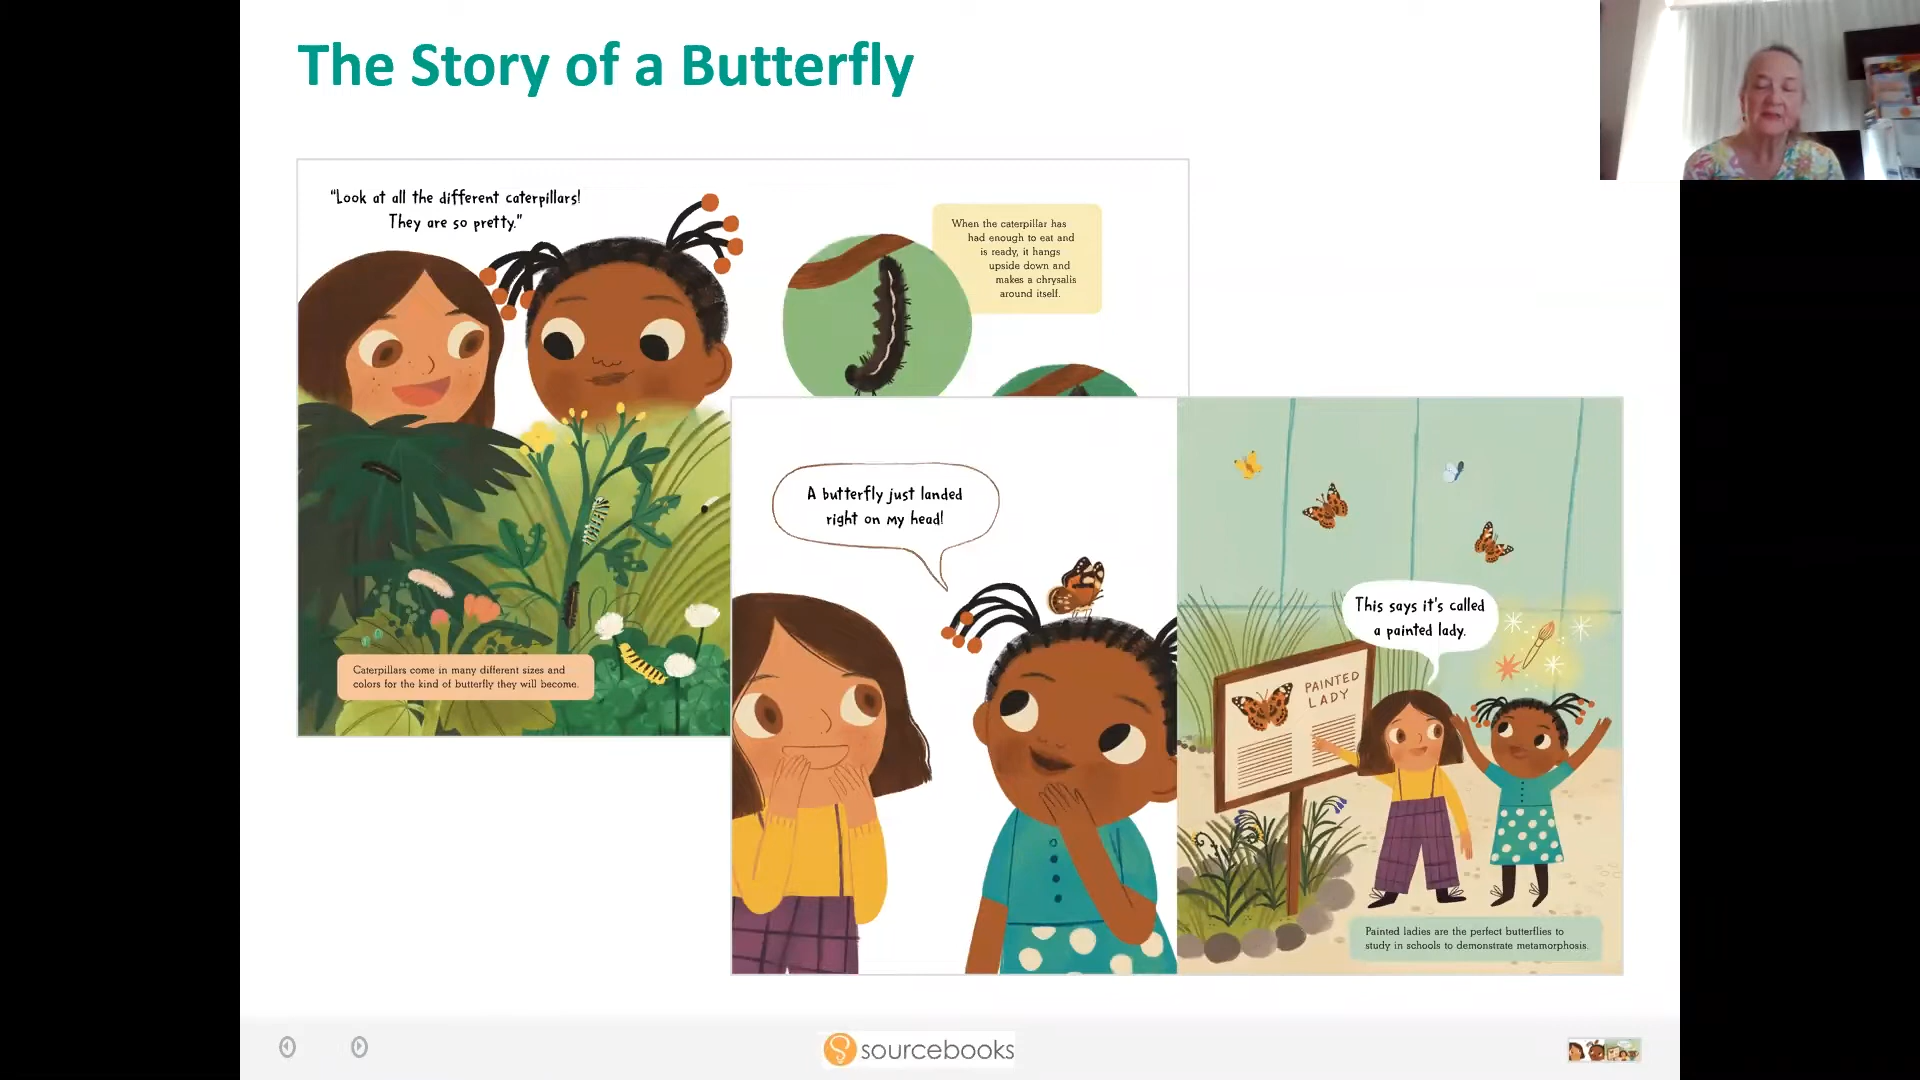 The Story of a Butterfly
"Look at all the different caterpillars!
They are so pretty."
When the caterpillar has
had enough to eat and
is ready, it hangs
upside down and
makes a chrysalis
around itself.
Caterpillars come in many different sizes and
colors for the kind of butterfly they will become.
A butterfly just landed
right on my head!
This says it's called
a painted lady.
PAINTED
LADY
Painted ladies are the perfect butterflies to
study in schools to demonstrate metamorphosis.
sourcebooks